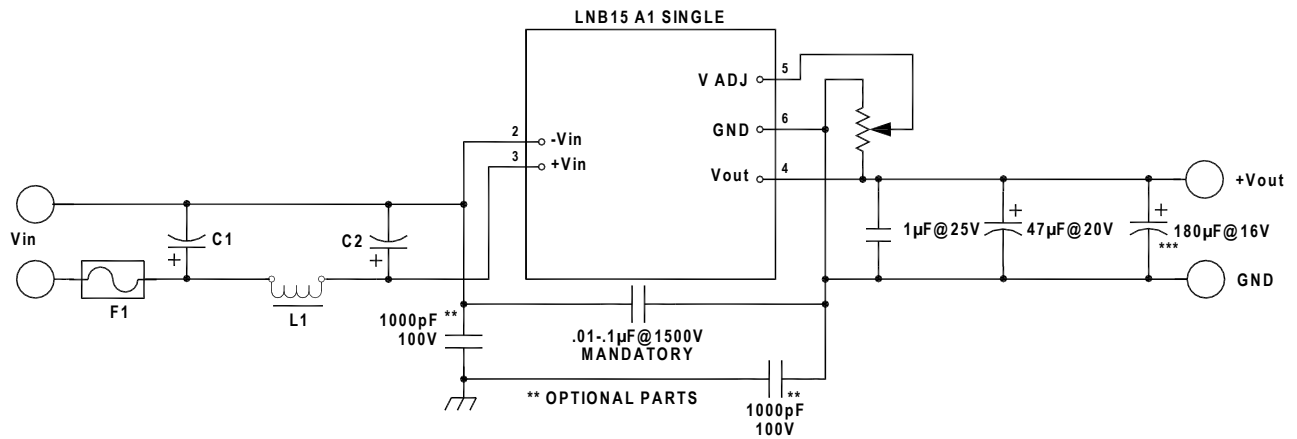 LNB15 A1 SINGLE
5
V ADJ
6
GND
2
-Vin
3
+Vin
4
Vout
+Vout
Vin
C1
+
C2
+
1µF@25V
+
47µF@20V
+
180µF@16V
***
GND
F1
L1
1000pF **
100V
.01-.1µF@1500V
MANDATORY
** OPTIONAL PARTS
**
1000pF
100V